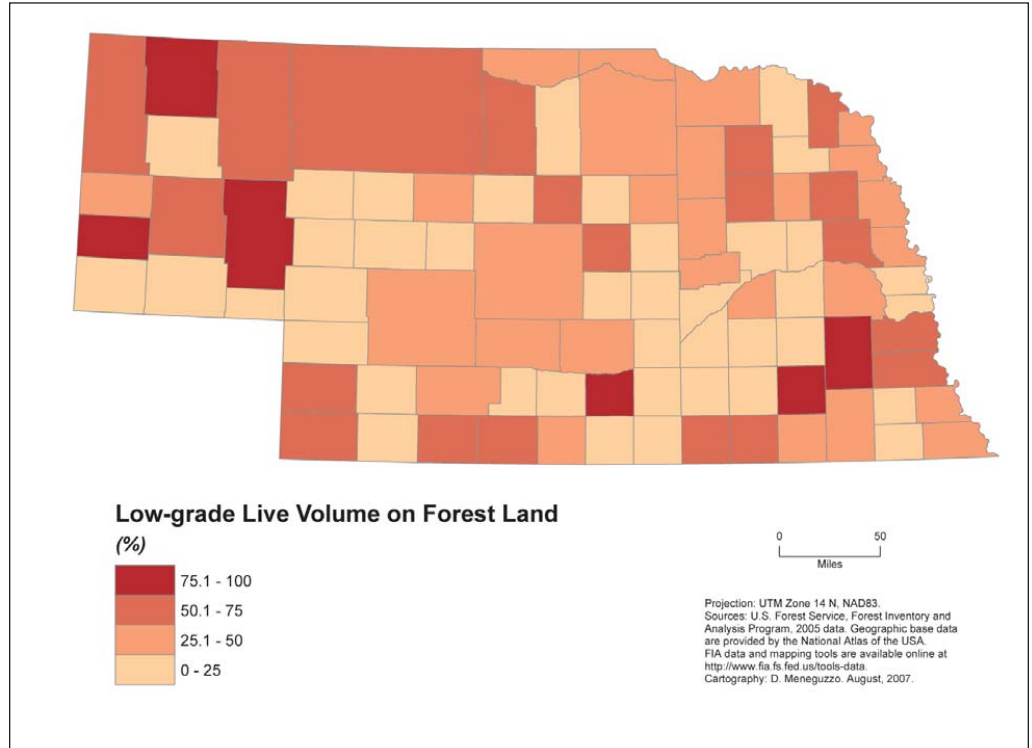 Low-grade Live Volume on Forest Land
(%)
75.1 - 100
50.1 - 75
25.1 - 50
0 - 25
0 50
Miles
Projection: UTM Zone 14 N, NAD83.
Sources: U.S. Forest Service, Forest Inventory and
Analysis Program, 2005 data. Geographic base data
are provided by the National Atlas of the USA.
FIA data and mapping tools are available online at
http://www.fia.fs.fed.us/tools-data.
Cartography: D. Meneguzzo. August, 2007.